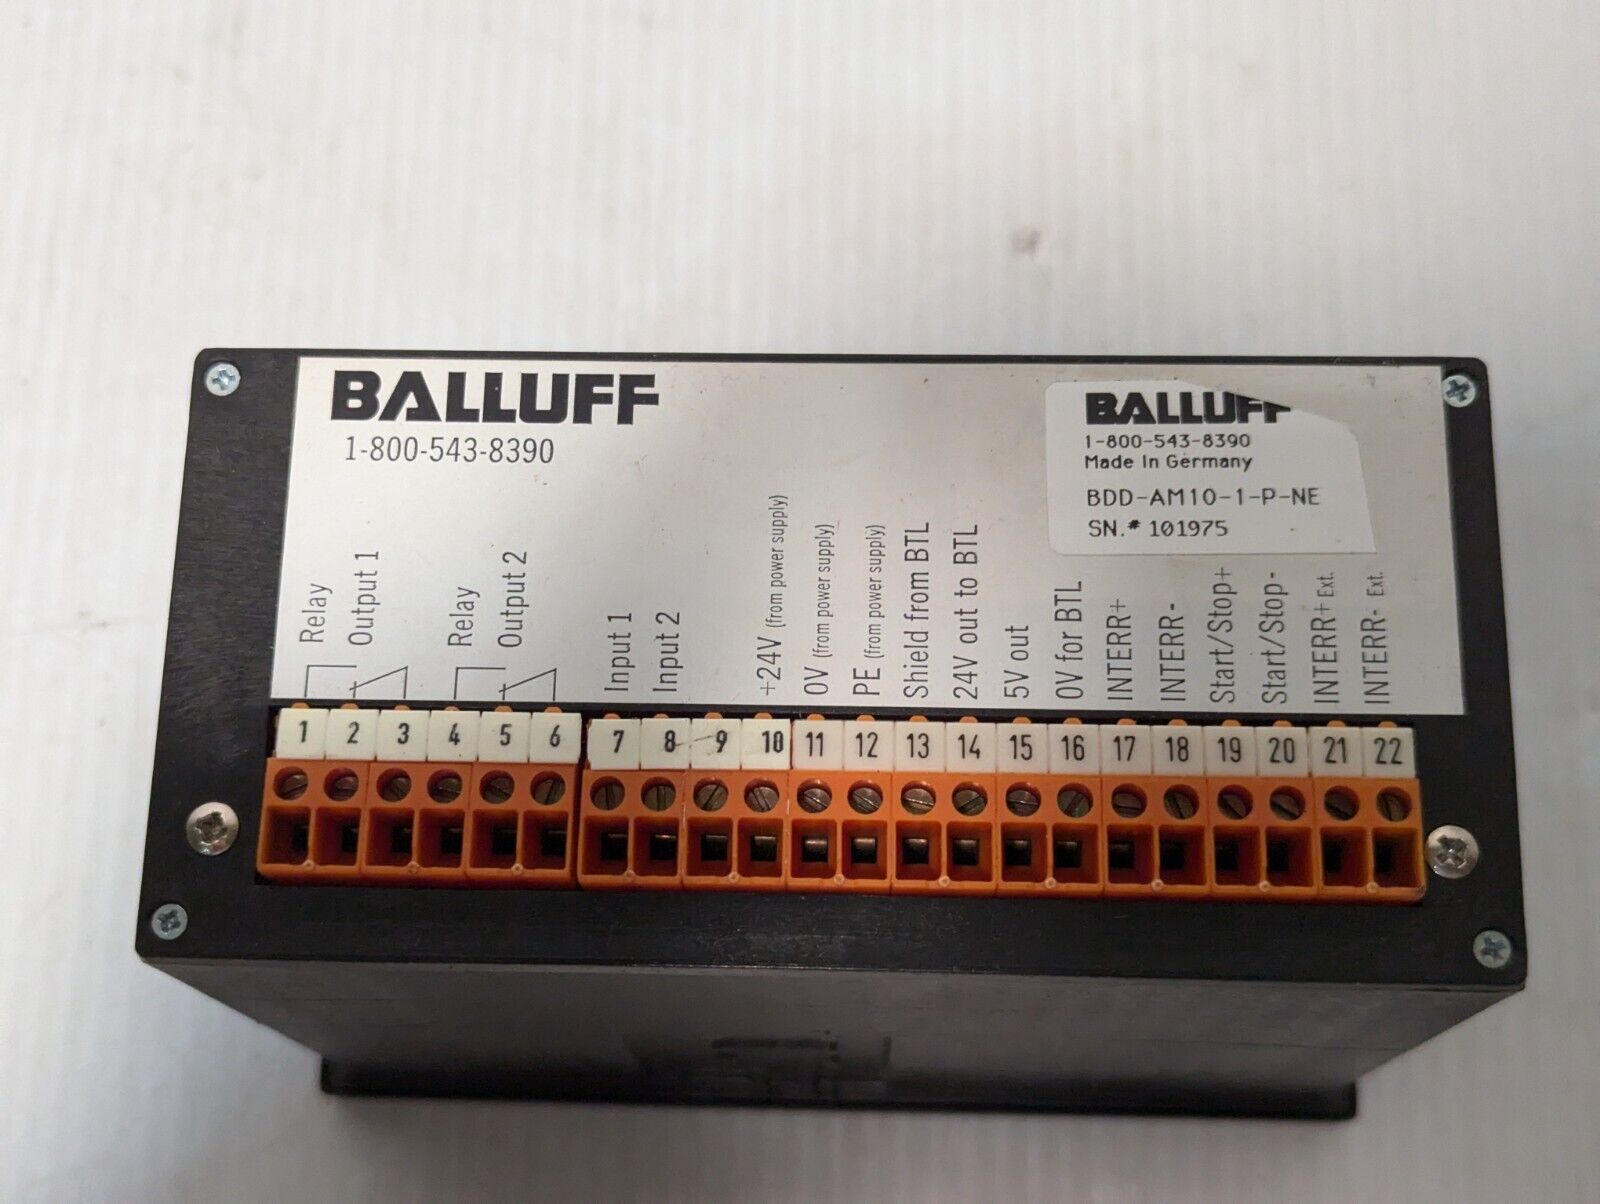 BALLUFF
1-800-543-8390
BALLUFF
1-800-543-8390
Made In Germany
BDD-AM10-1-P-NE
SN.# 101975
Relay
Output 1
Relay
Output 2
Input 1
Input 2
+24V (from power supply)
0V (from power supply)
PE (from power supply)
Shield from BTL
24V out to BTL
5V out
0V for BTL
INTERR+
INTERR-
Start/Stop+
Start/Stop-
INTERR+ Ext.
INTERR- Ext.
1 2 3 4 5 6 7 8 9 10 11 12 13 14 15 16 17 18 19 20 21 22